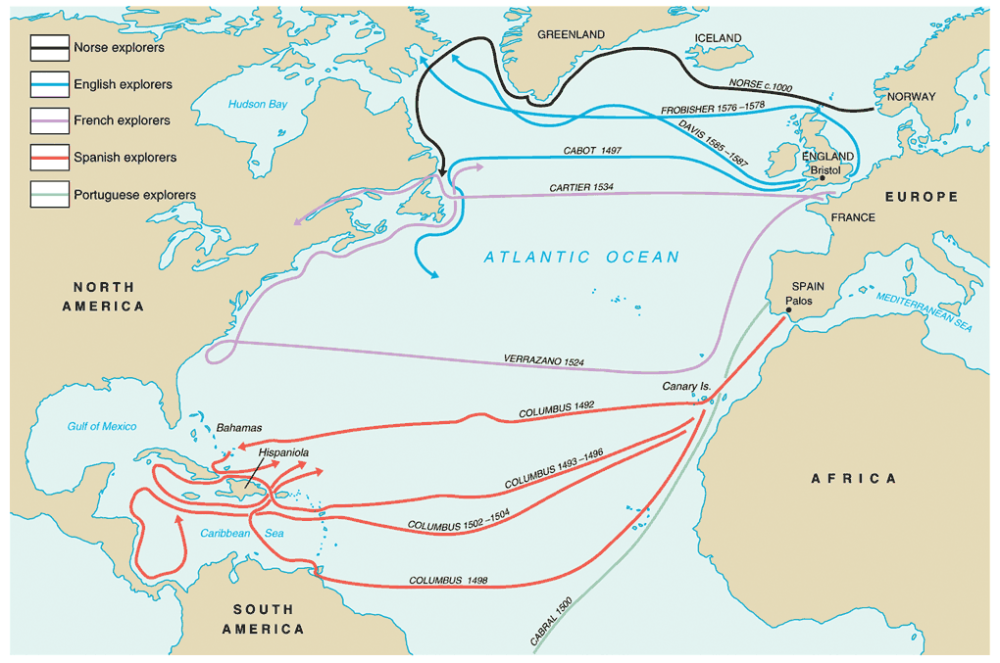 Norse explorers
English explorers
French explorers
Spanish explorers
Portuguese explorers
GREENLAND
ICELAND
Hudson Bay
NORSE c.1000
NORWAY
FROBISHER 1576 –1578
DAVIS 1585–1587
CABOT 1497
ENGLAND
Bristol
CARTIER 1534
EUROPE
FRANCE
ATLANTIC OCEAN
NORTH
AMERICA
SPAIN
Palos
MEDITERRANEAN SEA
VERRAZANO 1524
Canary Is.
COLUMBUS 1492
Gulf of Mexico
Bahamas
Hispaniola
COLUMBUS 1493 –1496
AFRICA
COLUMBUS 1502 –1504
Caribbean Sea
COLUMBUS 1498
SOUTH
AMERICA
CABRAL 1500